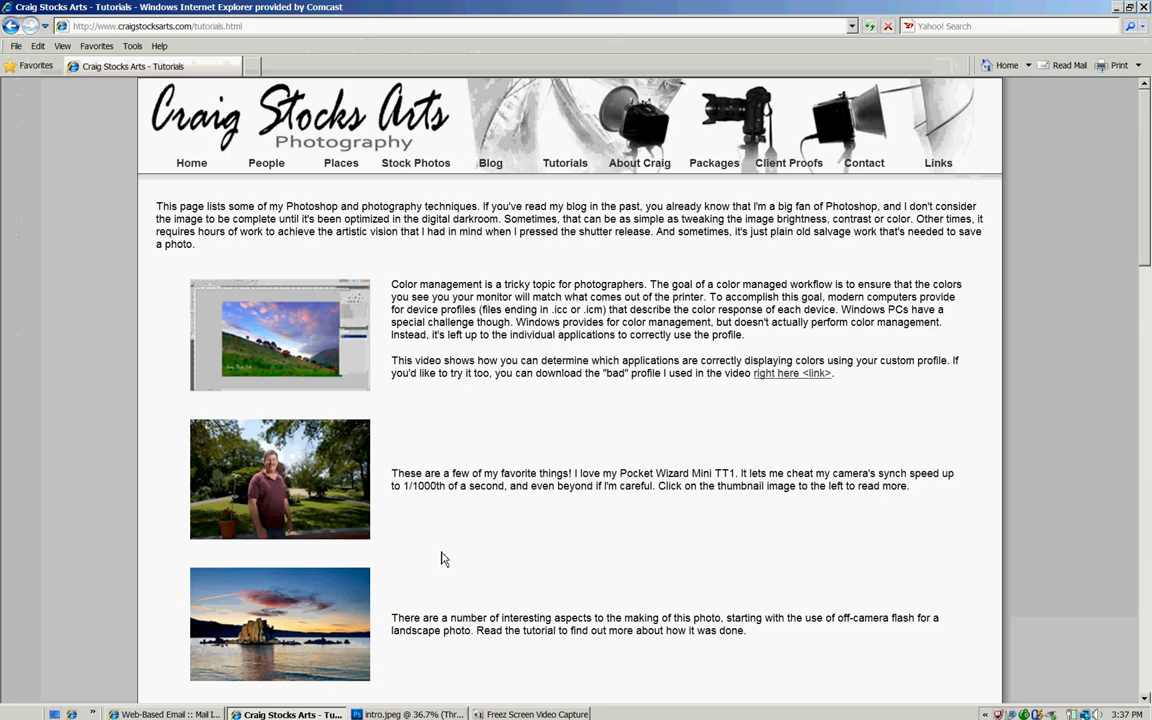 Craig Stocks Arts - Windows Internet Explorer provided by Comcast
http://www.craigstocksarts.com/tutorials.html
Yahoo! Search
File Edit View Favorites Tools Help
Favorites Craig Stocks Arts - Tutorials Home Read Mail Print
Craig Stocks Arts
Photography
Home People Places Stock Photos Blog Tutorials About Craig Packages Client Proofs Contact Links
This page lists some of my Photoshop and photography techniques. If you've read my blog in the past, you already know that I'm a big fan of Photoshop, and I don't consider
the image to be complete until it's been optimized in the digital darkroom. Sometimes, that can be as simple as tweaking the image brightness, contrast or color. Other times, it
requires hours of work to achieve the artistic vision that I had in mind when I pressed the shutter release. And sometimes, it's just plain old salvage work that's needed to save
a photo.
Color management is a tricky topic for photographers. The goal of a color managed workflow is to ensure that the colors
you see you your monitor will match what comes out of the printer. To accomplish this goal, modern computers provide
for device profiles (files ending in .icc or .icm) that describe the color response of each device. Windows PCs have a
special challenge though. Windows provides for color management, but doesn't actually perform color management.
Instead, it's left up to the individual applications to correctly use the profile.
This video shows how you can determine which applications are correctly displaying colors using your custom profile. If
you'd like to try it too, you can download the "bad" profile I used in the video right here <link>.
These are a few of my favorite things! I love my Pocket Wizard Mini TT1. It lets me cheat my camera's synch speed up
to 1/1000th of a second, and even beyond if I'm careful. Click on the thumbnail image to the left to read more.
There are a number of interesting aspects to the making of this photo, starting with the use of off-camera flash for a
landscape photo. Read the tutorial to find out more about how it was done.
Web-Based Email :: Mail I... Craig Stocks Arts - Tu... intro.jpeg @ 36.7% (Thr... Freez Screen Video Capture 3:37 PM